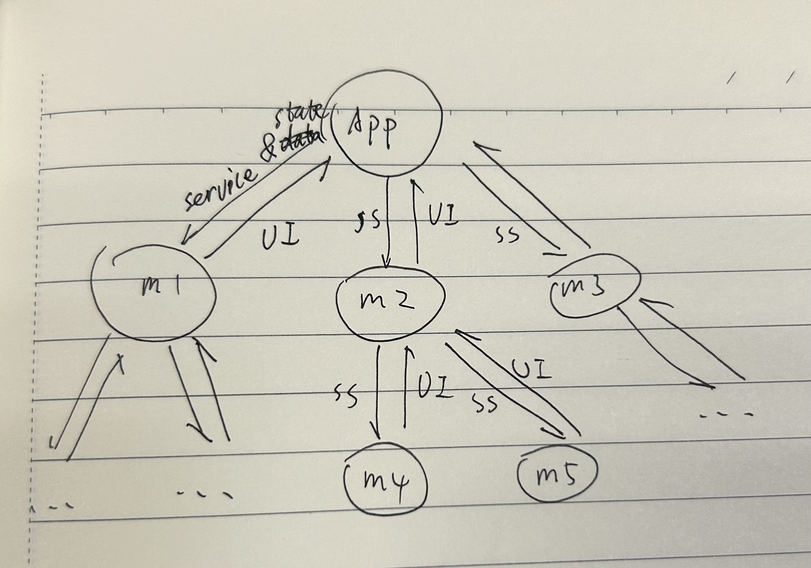 state
App
& data
service
UI
ss
UI
ss
m1
m2
m3
ss
UI
ss
UI
...
...
...
m4
m5